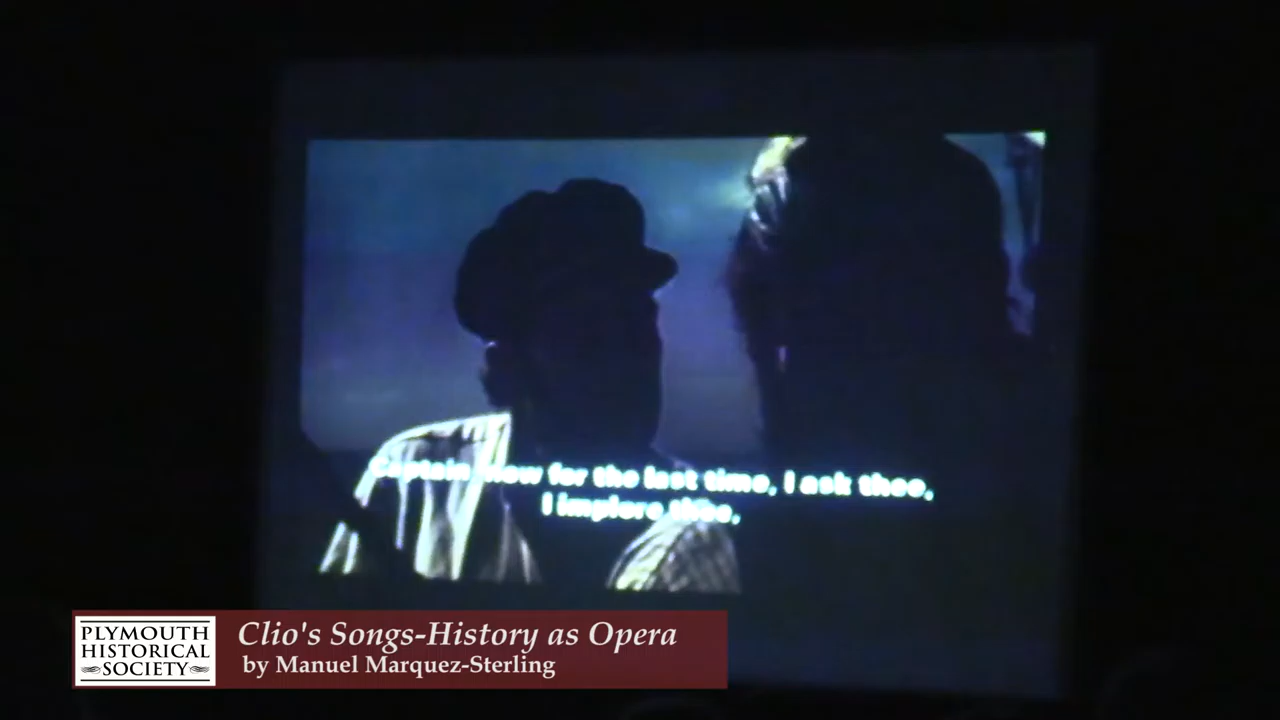 Captain now for the last time, I ask thee,
I implore thee.
PLYMOUTH
HISTORICAL
SOCIETY
Clio's Songs-History as Opera
by Manuel Marquez-Sterling